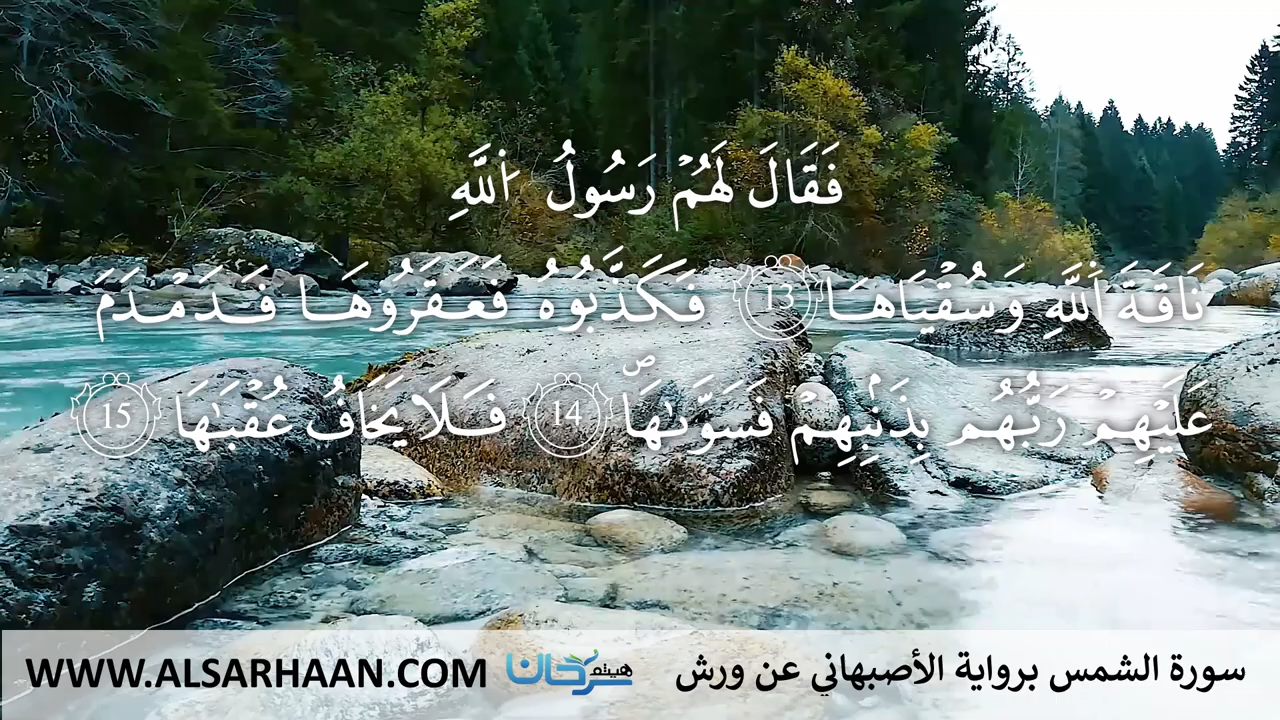 فَقَالَ لَهُمْ رَسُولُ اُ۬للَّهِ
نَاقَةَ اَ۬للَّهِ وَسُقْيَاهَا 13 فَكَذَّبُوهُ فَعَقَرُوهَا فَدَمْدَمَ
عَلَيْهِمْ رَبُّهُم بِذَنۢبِهِمْ فَسَوَّىٰهَاۖ 14 فَلَا يَخَافُ عُقْبَٰهَا 15
سورة الشمس برواية الأصبهاني عن ورش هيثم سرحان WWW.ALSARHAAN.COM